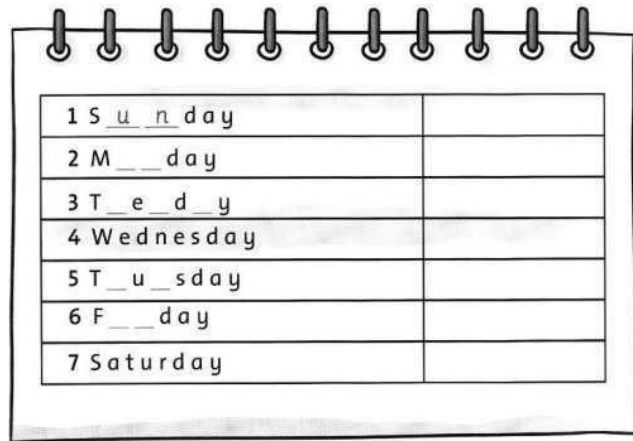 1 S u n day
2 M _ _ day
3 T _ e _ d _ y
4 Wednesday
5 T _ u _ sday
6 F _ _ day
7 Saturday